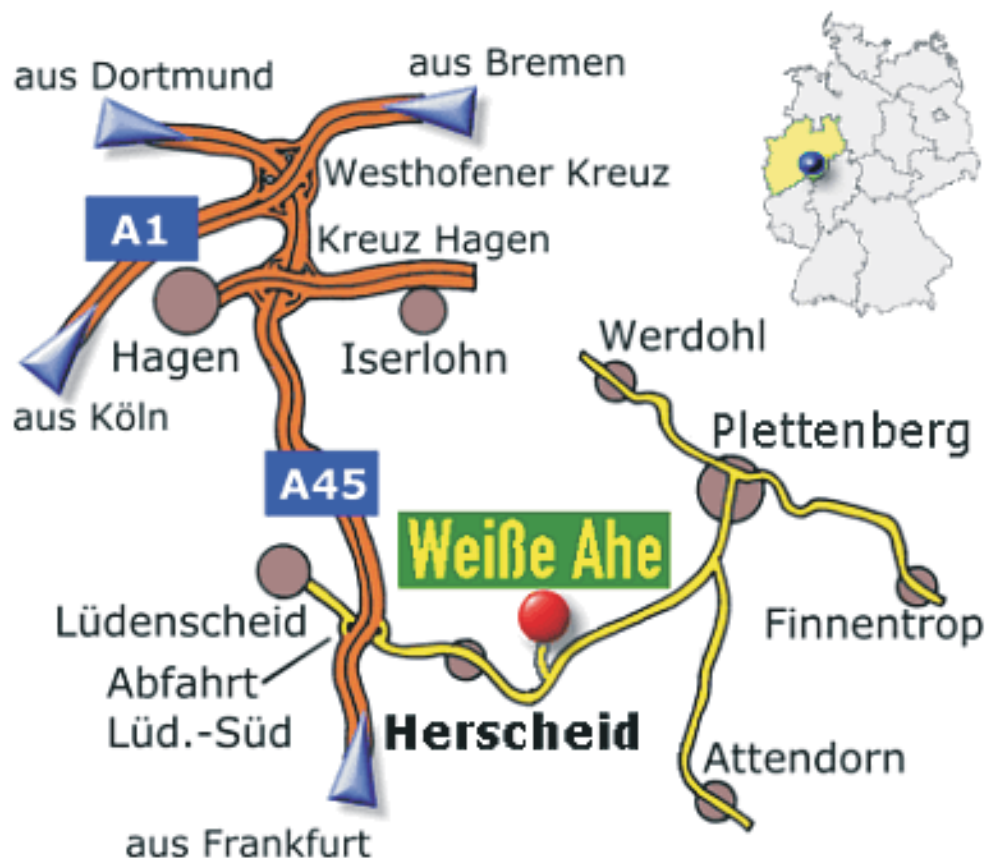 aus Dortmund
aus Bremen
Westhofener Kreuz
A1
Kreuz Hagen
Hagen
Iserlohn
Werdohl
aus Köln
Plettenberg
A45
Weiße Ahe
Lüdenscheid
Finnentrop
Abfahrt
Lüd.-Süd
Herscheid
Attendorn
aus Frankfurt